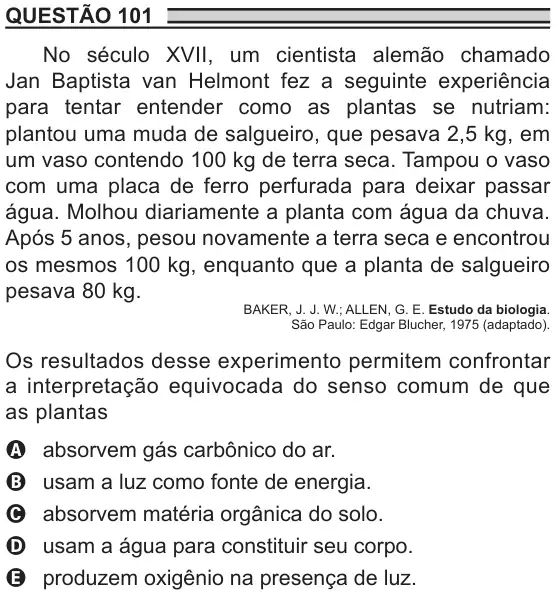 QUESTÃO 101
No século XVII, um cientista alemão chamado
Jan Baptista van Helmont fez a seguinte experiência
para tentar entender como as plantas se nutriam:
plantou uma muda de salgueiro, que pesava 2,5 kg, em
um vaso contendo 100 kg de terra seca. Tampou o vaso
com uma placa de ferro perfurada para deixar passar
água. Molhou diariamente a planta com água da chuva.
Após 5 anos, pesou novamente a terra seca e encontrou
os mesmos 100 kg, enquanto que a planta de salgueiro
pesava 80 kg.
BAKER, J. J. W.; ALLEN, G. E. Estudo da biologia.
São Paulo: Edgar Blucher, 1975 (adaptado).
Os resultados desse experimento permitem confrontar
a interpretação equivocada do senso comum de que
as plantas
A absorvem gás carbônico do ar.
B usam a luz como fonte de energia.
C absorvem matéria orgânica do solo.
D usam a água para constituir seu corpo.
E produzem oxigênio na presença de luz.